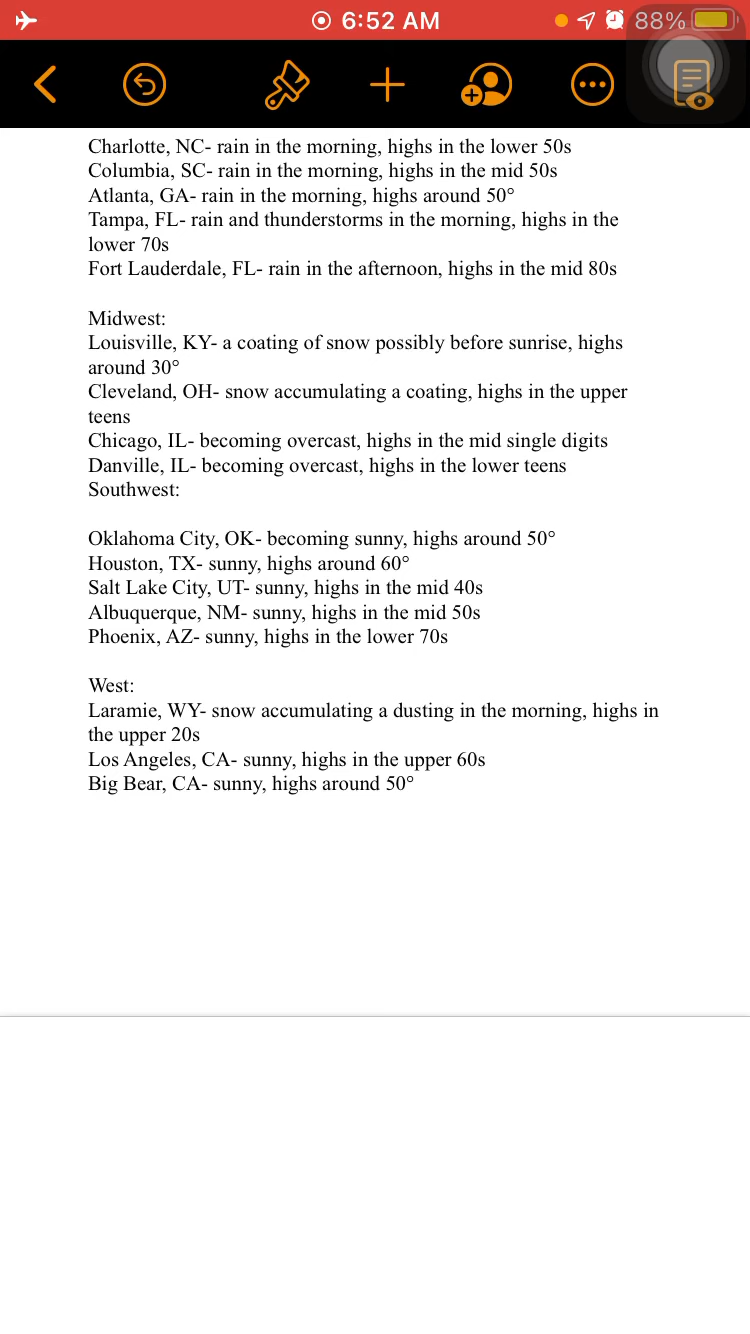 6:52 AM
88%
Charlotte, NC- rain in the morning, highs in the lower 50s
Columbia, SC- rain in the morning, highs in the mid 50s
Atlanta, GA- rain in the morning, highs around 50°
Tampa, FL- rain and thunderstorms in the morning, highs in the
lower 70s
Fort Lauderdale, FL- rain in the afternoon, highs in the mid 80s
Midwest:
Louisville, KY- a coating of snow possibly before sunrise, highs
around 30°
Cleveland, OH- snow accumulating a coating, highs in the upper
teens
Chicago, IL- becoming overcast, highs in the mid single digits
Danville, IL- becoming overcast, highs in the lower teens
Southwest:
Oklahoma City, OK- becoming sunny, highs around 50°
Houston, TX- sunny, highs around 60°
Salt Lake City, UT- sunny, highs in the mid 40s
Albuquerque, NM- sunny, highs in the mid 50s
Phoenix, AZ- sunny, highs in the lower 70s
West:
Laramie, WY- snow accumulating a dusting in the morning, highs in
the upper 20s
Los Angeles, CA- sunny, highs in the upper 60s
Big Bear, CA- sunny, highs around 50°